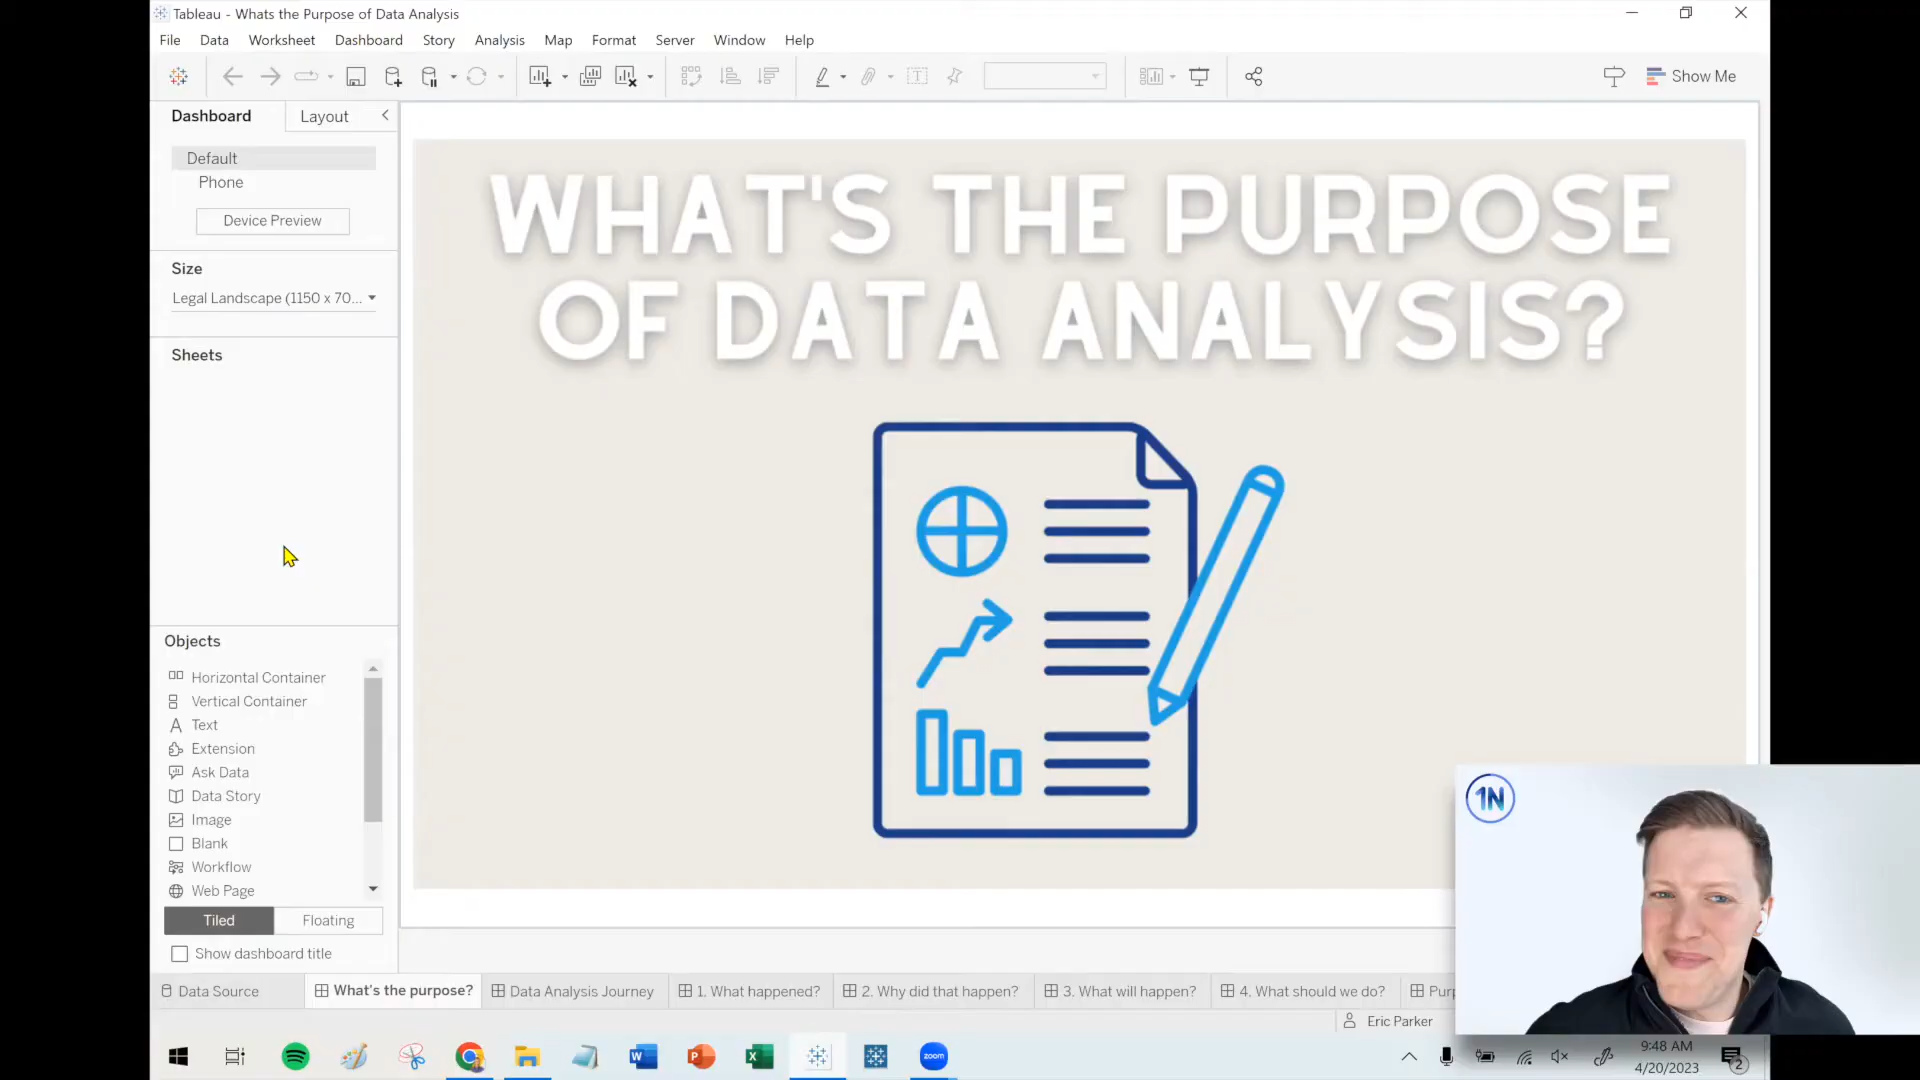 Tableau - Whats the Purpose of Data Analysis
File Data Worksheet Dashboard Story Analysis Map Format Server Window Help
Show Me
Dashboard Layout
Default
Phone
Device Preview
Size
Legal Landscape (1150 x 70...
Sheets
WHAT'S THE PURPOSE
OF DATA ANALYSIS?
Objects
Horizontal Container
Vertical Container
Text
Extension
Ask Data
Data Story
Image
Blank
Workflow
Web Page
Tiled Floating
Show dashboard title
1N
Data Source What's the purpose? Data Analysis Journey 1. What happened? 2. Why did that happen? 3. What will happen? 4. What should we do? Purp
Eric Parker
zoom
9:48 AM
4/20/2023
2